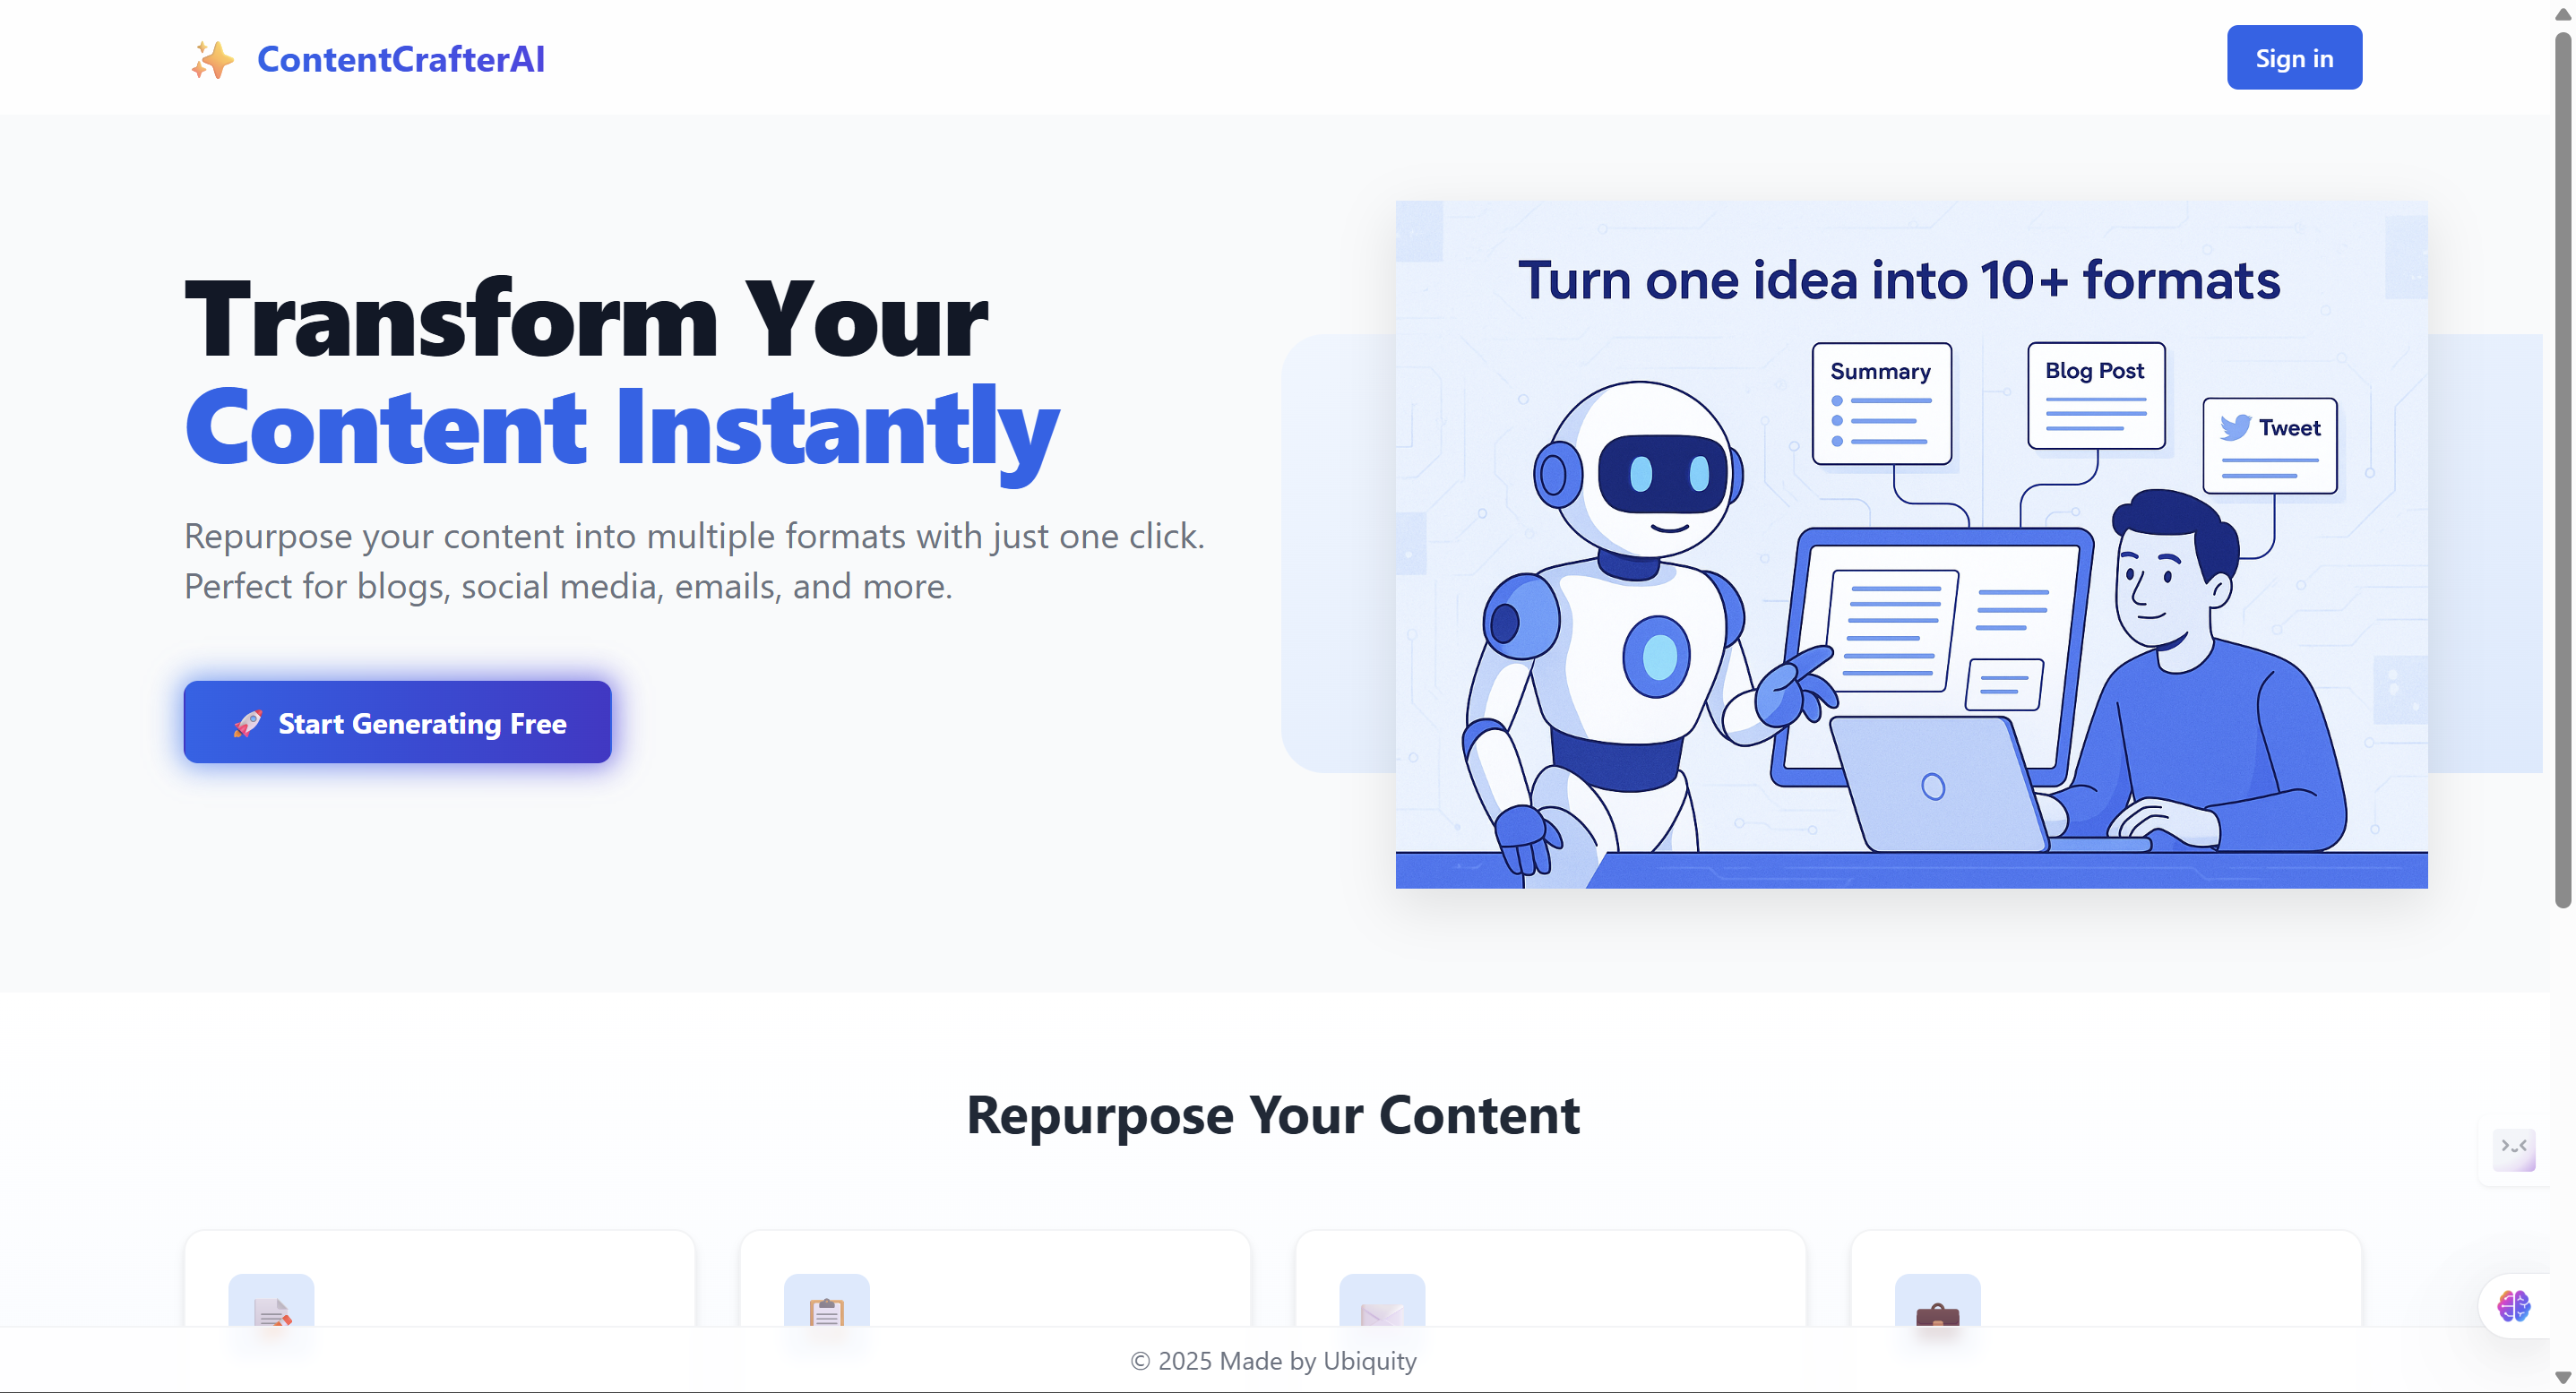 ContentCrafterAI
Sign in
Transform Your
Content Instantly
Repurpose your content into multiple formats with just one click.
Perfect for blogs, social media, emails, and more.
🚀 Start Generating Free
Turn one idea into 10+ formats
Summary
Blog Post
Tweet
Repurpose Your Content
© 2025 Made by Ubiquity